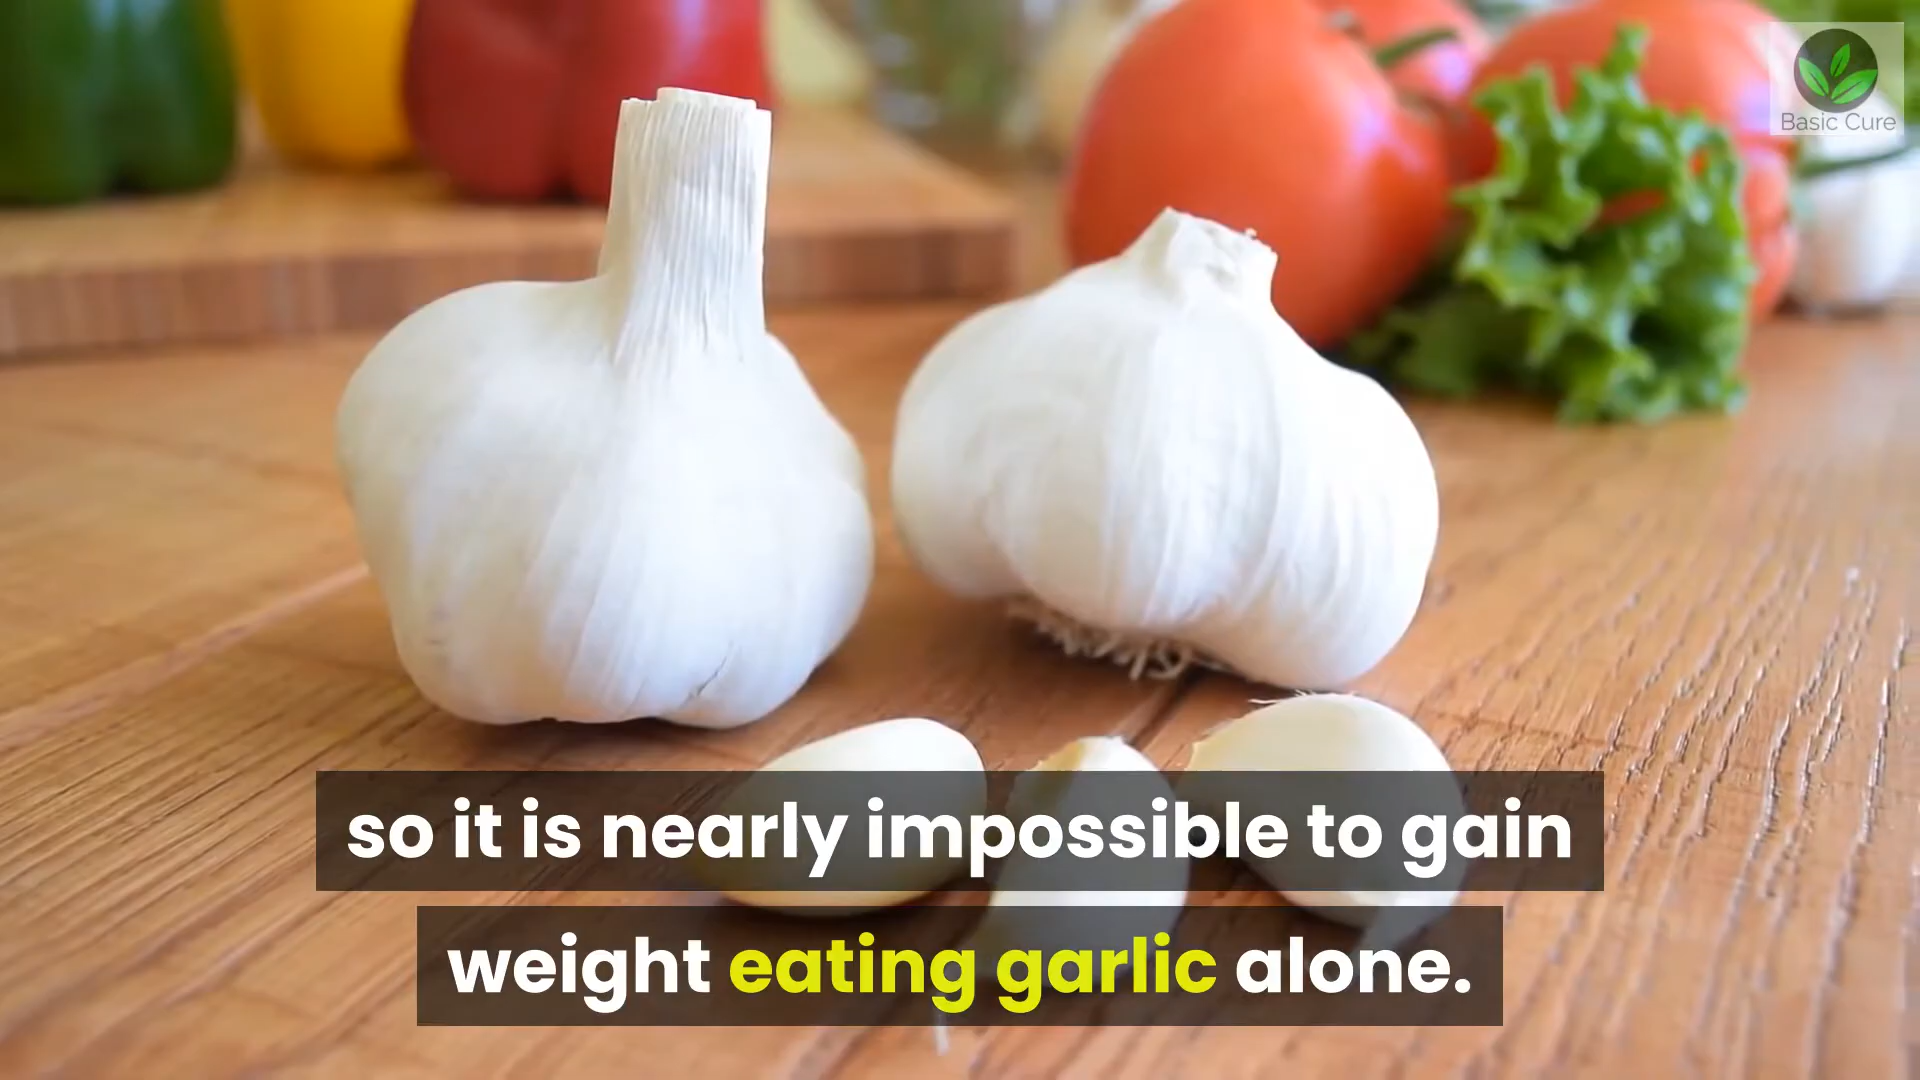 Basic Cure
so it is nearly impossible to gain
weight eating garlic alone.